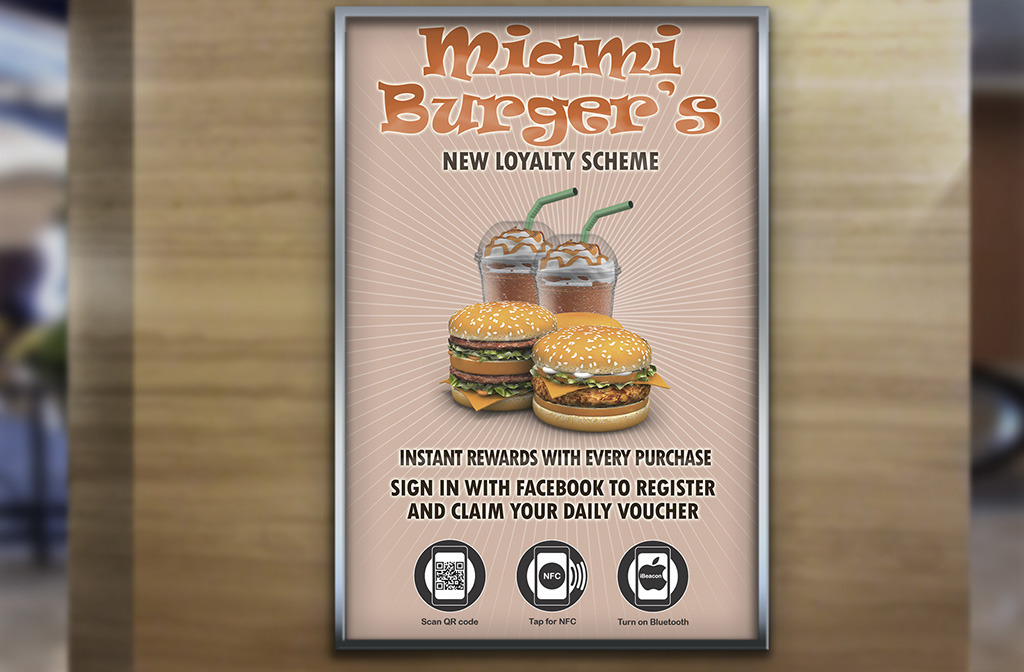 Miami
Burger's
NEW LOYALTY SCHEME
INSTANT REWARDS WITH EVERY PURCHASE
SIGN IN WITH FACEBOOK TO REGISTER
AND CLAIM YOUR DAILY VOUCHER
NFC
iBeacon
Scan QR code
Tap for NFC
Turn on Bluetooth